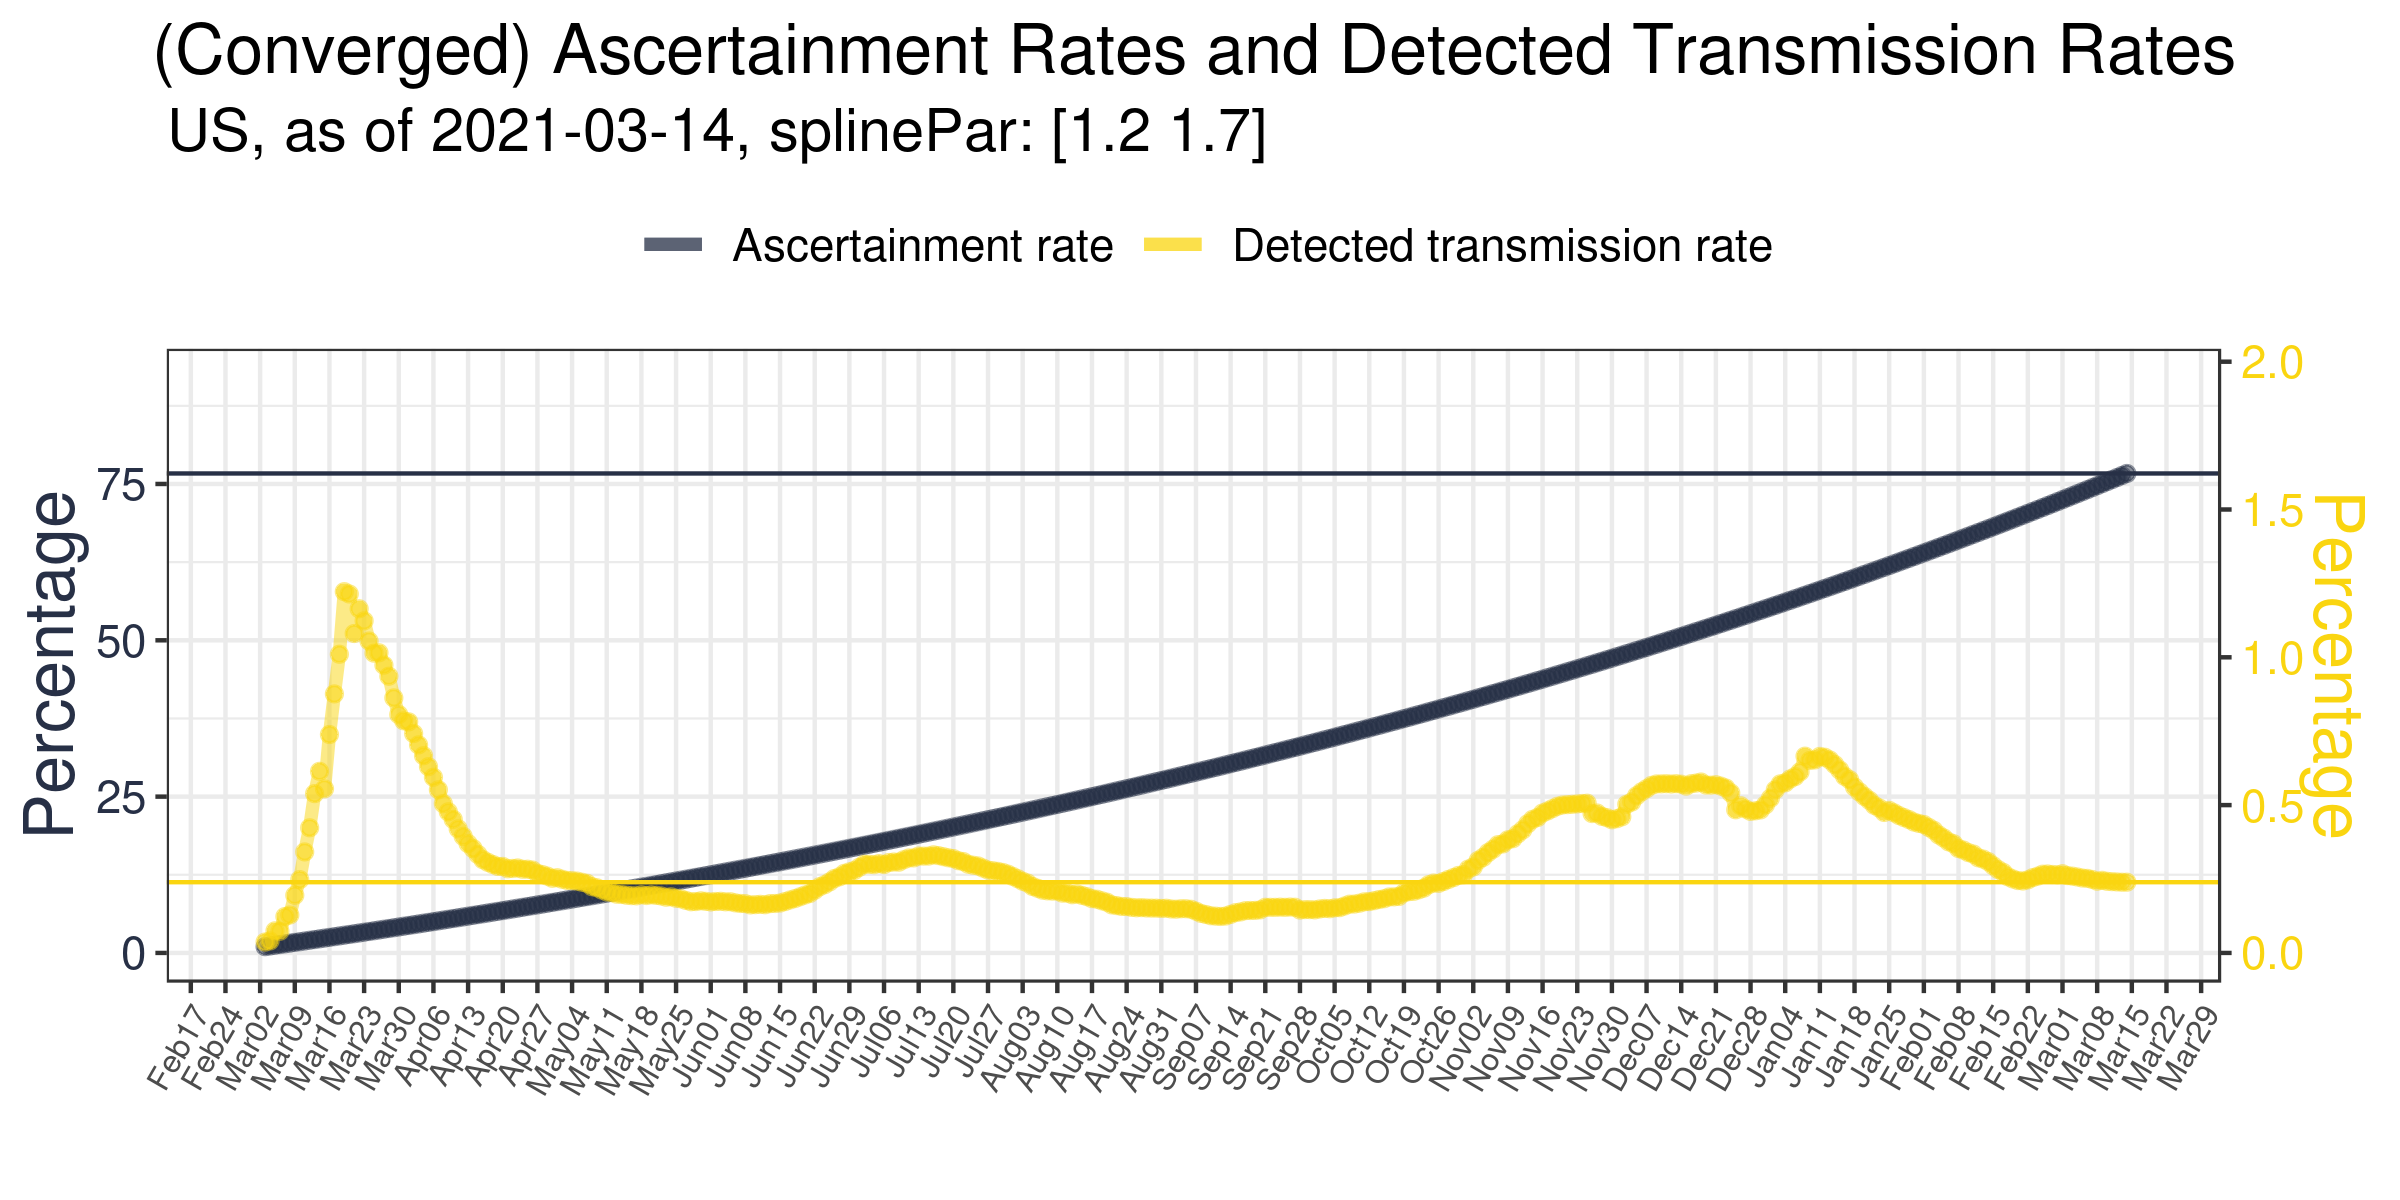 (Converged) Ascertainment Rates and Detected Transmission Rates
US, as of 2021-03-14, splinePar: [1.2 1.7]
Ascertainment rate
Detected transmission rate
Percentage
75
50
25
0
2.0
1.5
1.0
0.5
0.0
Percentage
Feb17
Feb24
Mar02
Mar09
Mar16
Mar23
Mar30
Apr06
Apr13
Apr20
Apr27
May04
May11
May18
May25
Jun01
Jun08
Jun15
Jun22
Jun29
Jul06
Jul13
Jul20
Jul27
Aug03
Aug10
Aug17
Aug24
Aug31
Sep07
Sep14
Sep21
Sep28
Oct05
Oct12
Oct19
Oct26
Nov02
Nov09
Nov16
Nov23
Nov30
Dec07
Dec14
Dec21
Dec28
Jan04
Jan11
Jan18
Jan25
Feb01
Feb08
Feb15
Feb22
Mar01
Mar08
Mar15
Mar22
Mar29